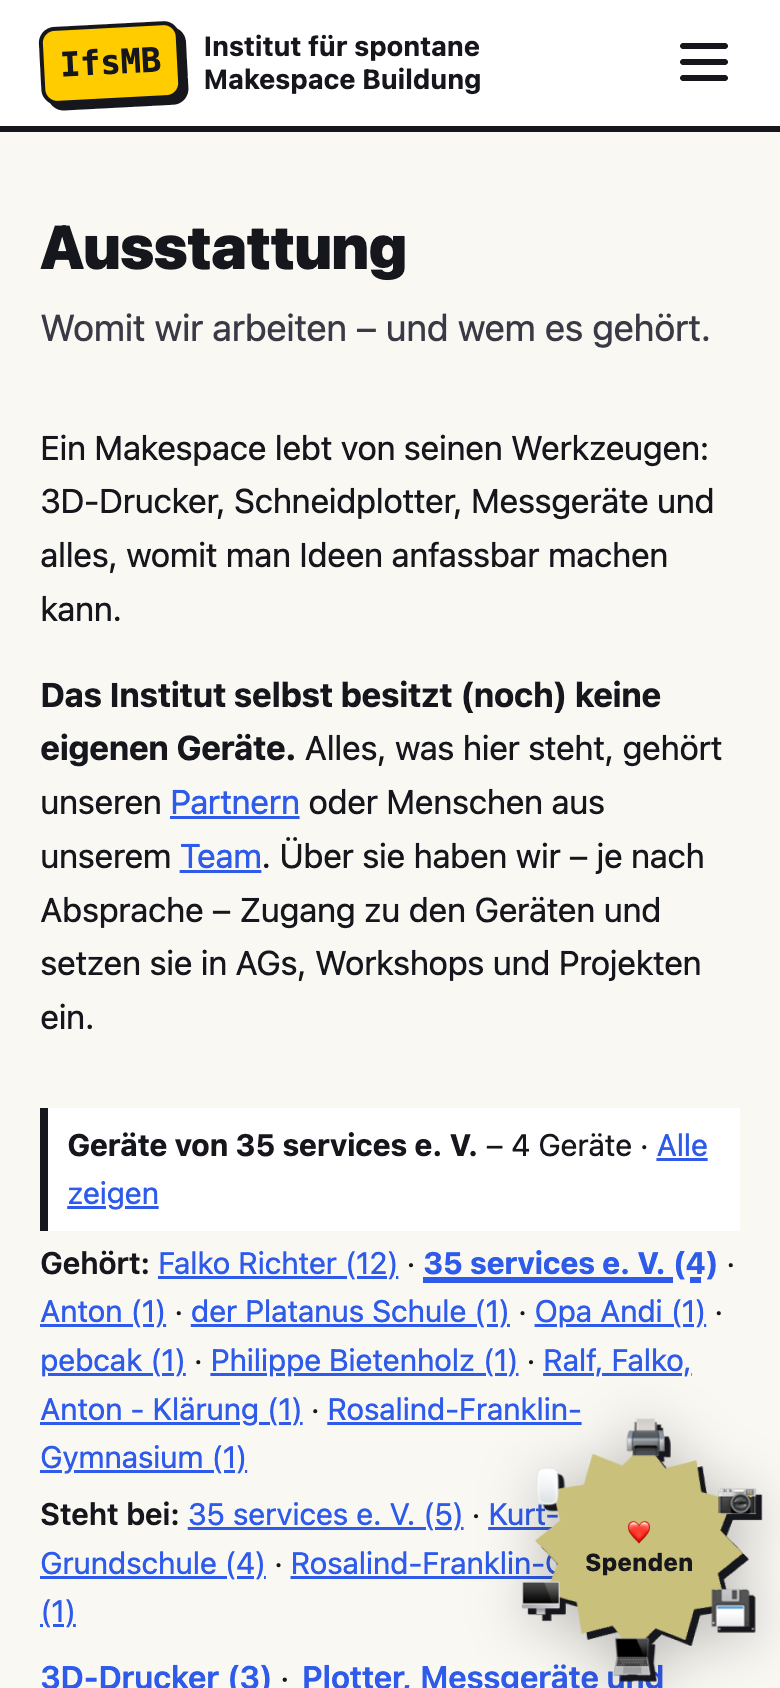 IfsMB
Institut für spontane
Makespace Buildung
Ausstattung
Womit wir arbeiten – und wem es gehört.
Ein Makespace lebt von seinen Werkzeugen:
3D-Drucker, Schneidplotter, Messgeräte und
alles, womit man Ideen anfassbar machen
kann.
Das Institut selbst besitzt (noch) keine
eigenen Geräte. Alles, was hier steht, gehört
unseren Partnern oder Menschen aus
unserem Team. Über sie haben wir – je nach
Absprache – Zugang zu den Geräten und
setzen sie in AGs, Workshops und Projekten
ein.
Geräte von 35 services e. V. – 4 Geräte · Alle
zeigen
Gehört: Falko Richter (12) · 35 services e. V. (4) ·
Anton (1) · der Platanus Schule (1) · Opa Andi (1) ·
pebcak (1) · Philippe Bietenholz (1) · Ralf, Falko,
Anton - Klärung (1) · Rosalind-Franklin-
Gymnasium (1)
Steht bei: 35 services e. V. (5) · Kurt-
Grundschule (4) · Rosalind-Franklin-
(1)
3D-Drucker (3) · Plotter, Messgeräte und
❤️
Spenden